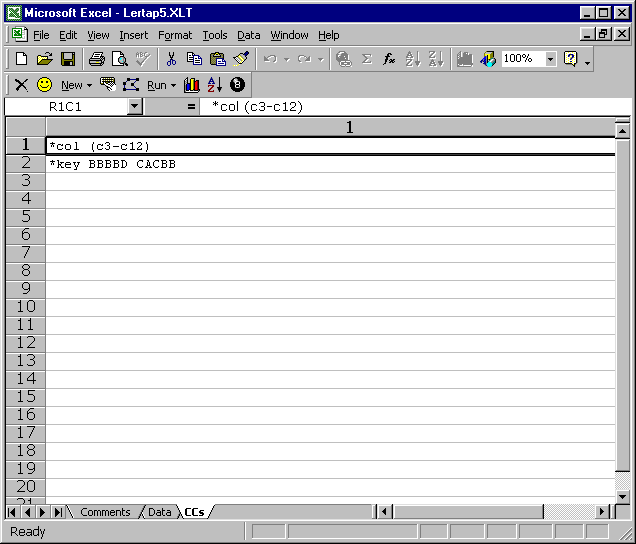 Microsoft Excel - Lertap5.XLT
File Edit View Insert Format Tools Data Window Help
100%
New Run
R1C1 = *col (c3-c12)
1
1 *col (c3-c12)
2 *key BBBBD CACBB
3
4
5
6
7
8
9
10
11
12
13
14
15
16
17
18
19
20
21
Comments Data CCs
Ready